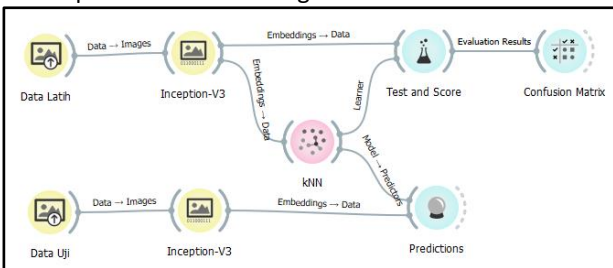 Data → Images
Embeddings → Data
Evaluation Results
Data Latih
Inception-V3
Embeddings → Data
Learner
Test and Score
Confusion Matrix
kNN
Model → Predictors
Data → Images
Embeddings → Data
Data Uji
Inception-V3
Predictions